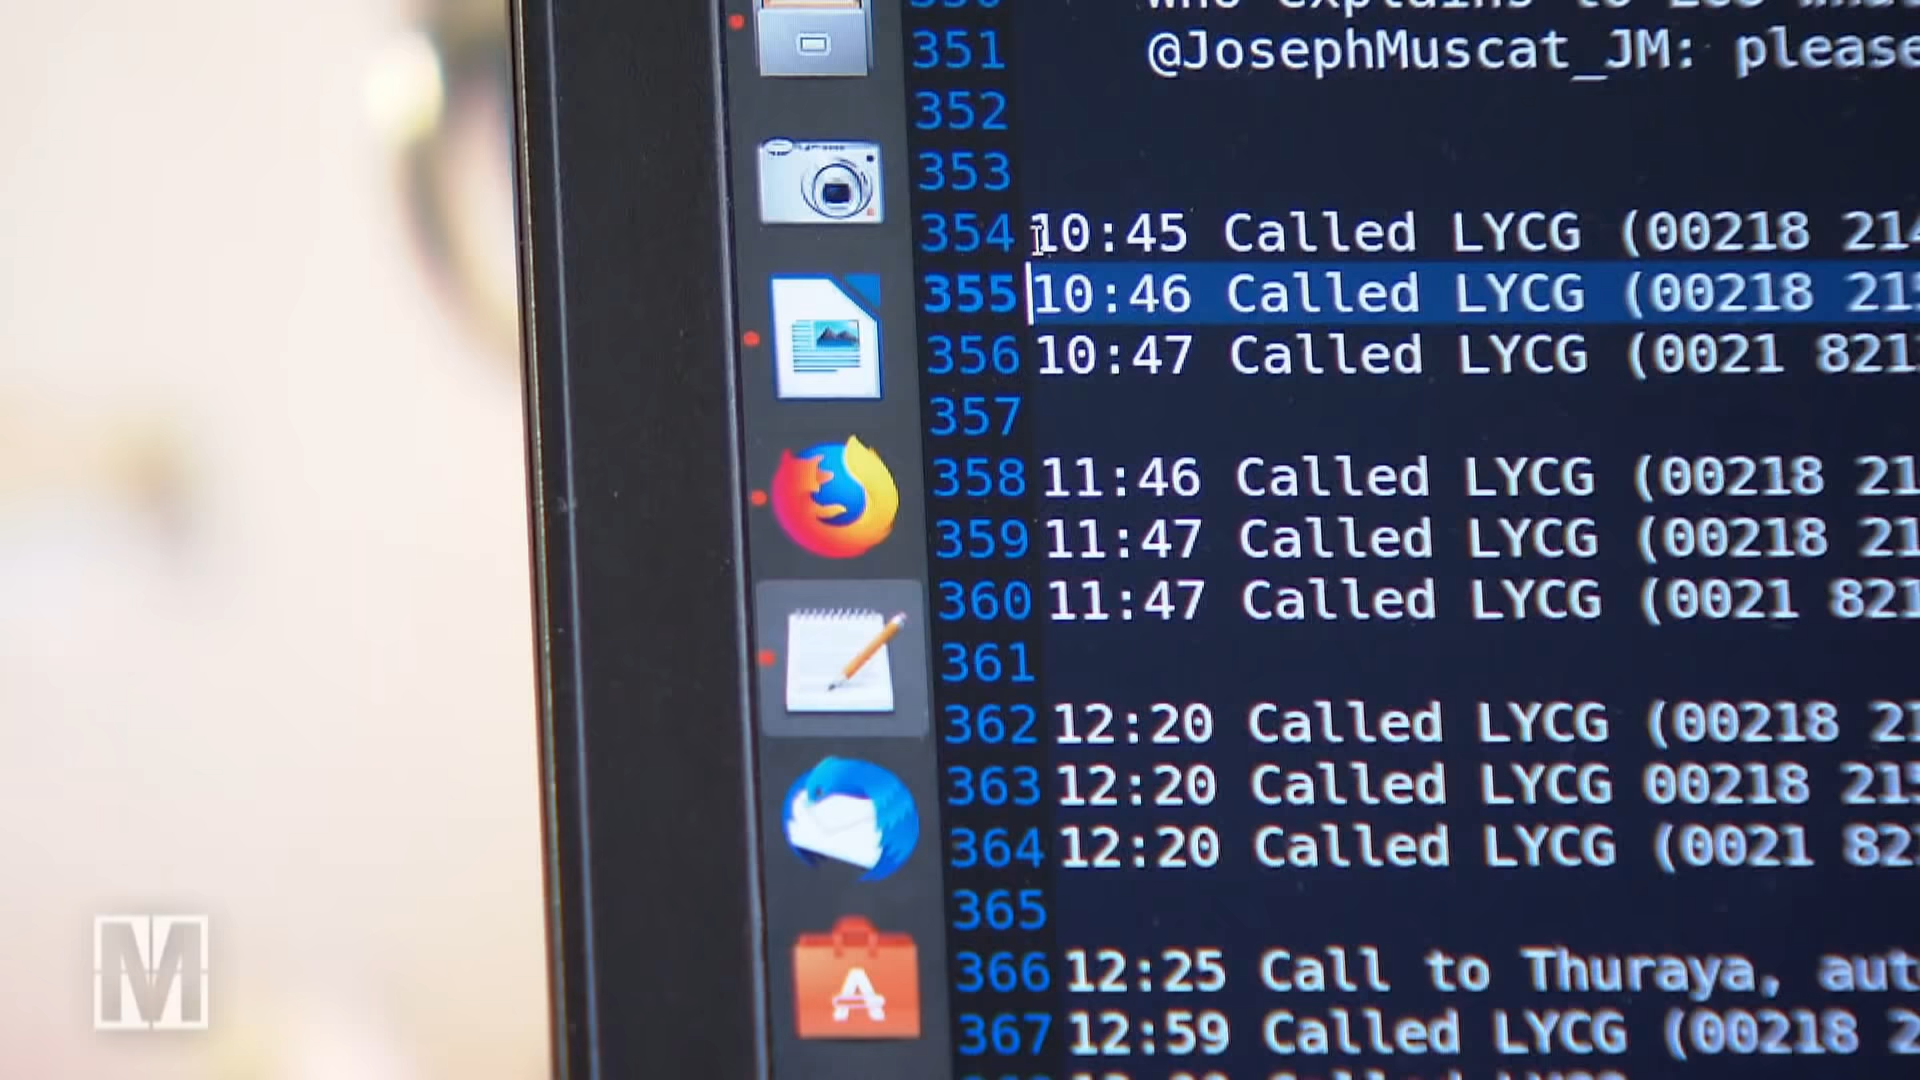 351 @JosephMuscat_JM: please
352
353
354 10:45 Called LYCG (00218 214
355 10:46 Called LYCG (00218 215
356 10:47 Called LYCG (0021 821
357
358 11:46 Called LYCG (00218 21
359 11:47 Called LYCG (00218 21
360 11:47 Called LYCG (0021 821
361
362 12:20 Called LYCG (00218 21
363 12:20 Called LYCG 00218 215
364 12:20 Called LYCG (0021 82
365
366 12:25 Call to Thuraya, aut
367 12:59 Called LYCG (00218 2
M